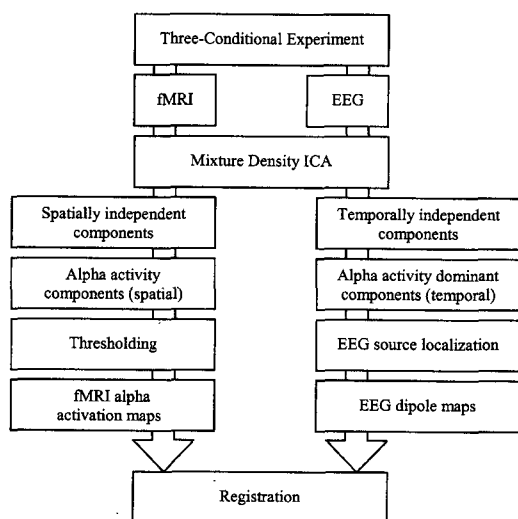 Three-Conditional Experiment
fMRI
EEG
Mixture Density ICA
Spatially independent
components
Temporally independent
components
Alpha activity
components (spatial)
Alpha activity dominant
components (temporal)
Thresholding
EEG source localization
fMRI alpha
activation maps
EEG dipole maps
Registration